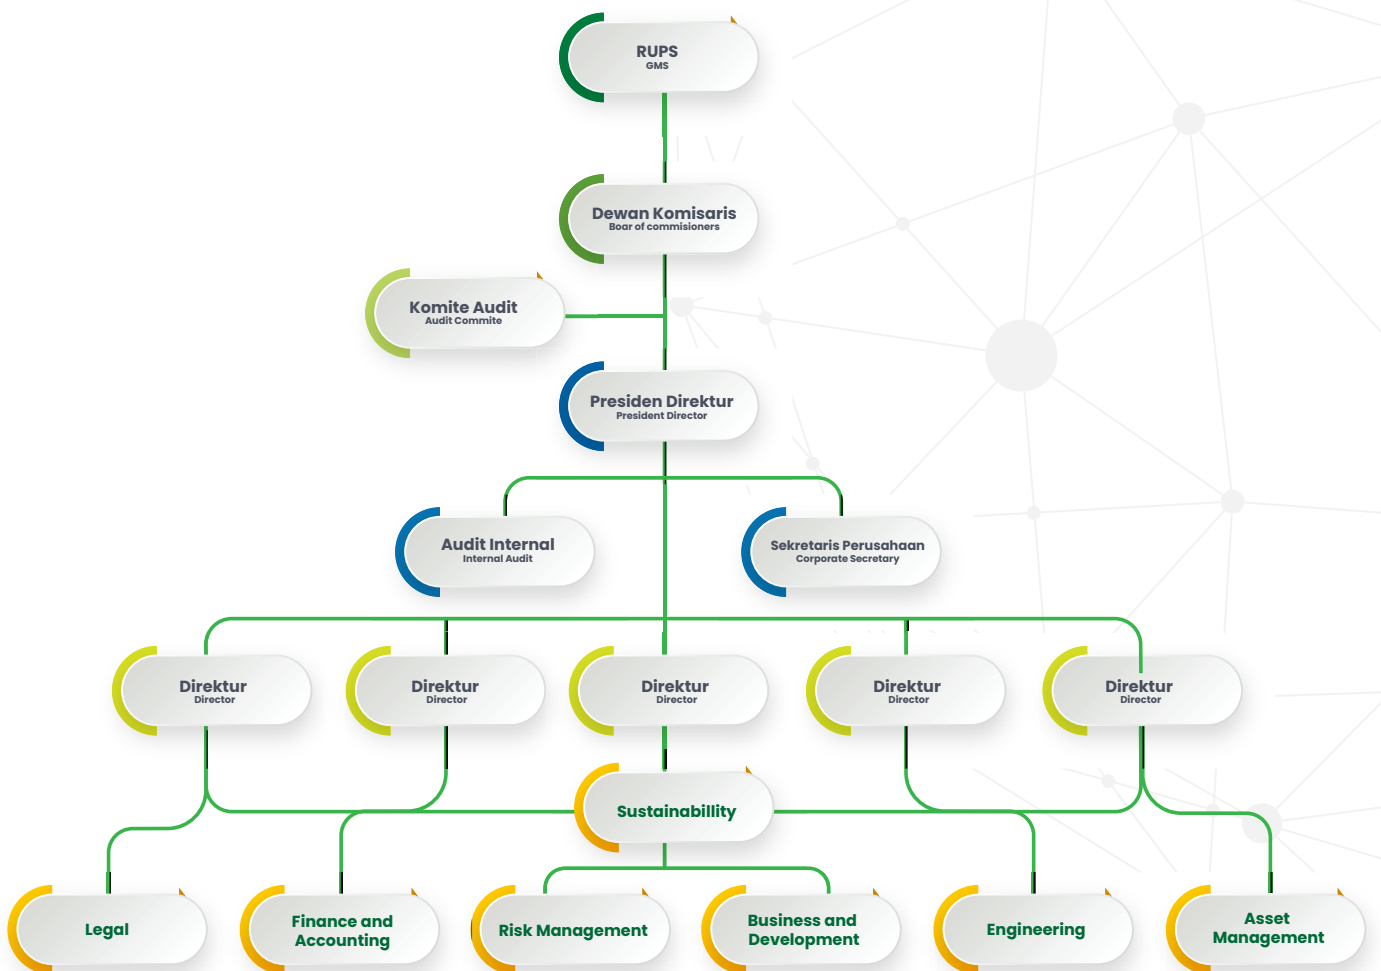 RUPS
GMS
Dewan Komisaris
Boar of commisioners
Komite Audit
Audit Commite
Presiden Direktur
President Director
Audit Internal
Internal Audit
Sekretaris Perusahaan
Corporate Secretary
Direktur
Director
Direktur
Director
Direktur
Director
Direktur
Director
Direktur
Director
Sustainabillity
Legal
Finance and
Accounting
Risk Management
Business and
Development
Engineering
Asset
Management